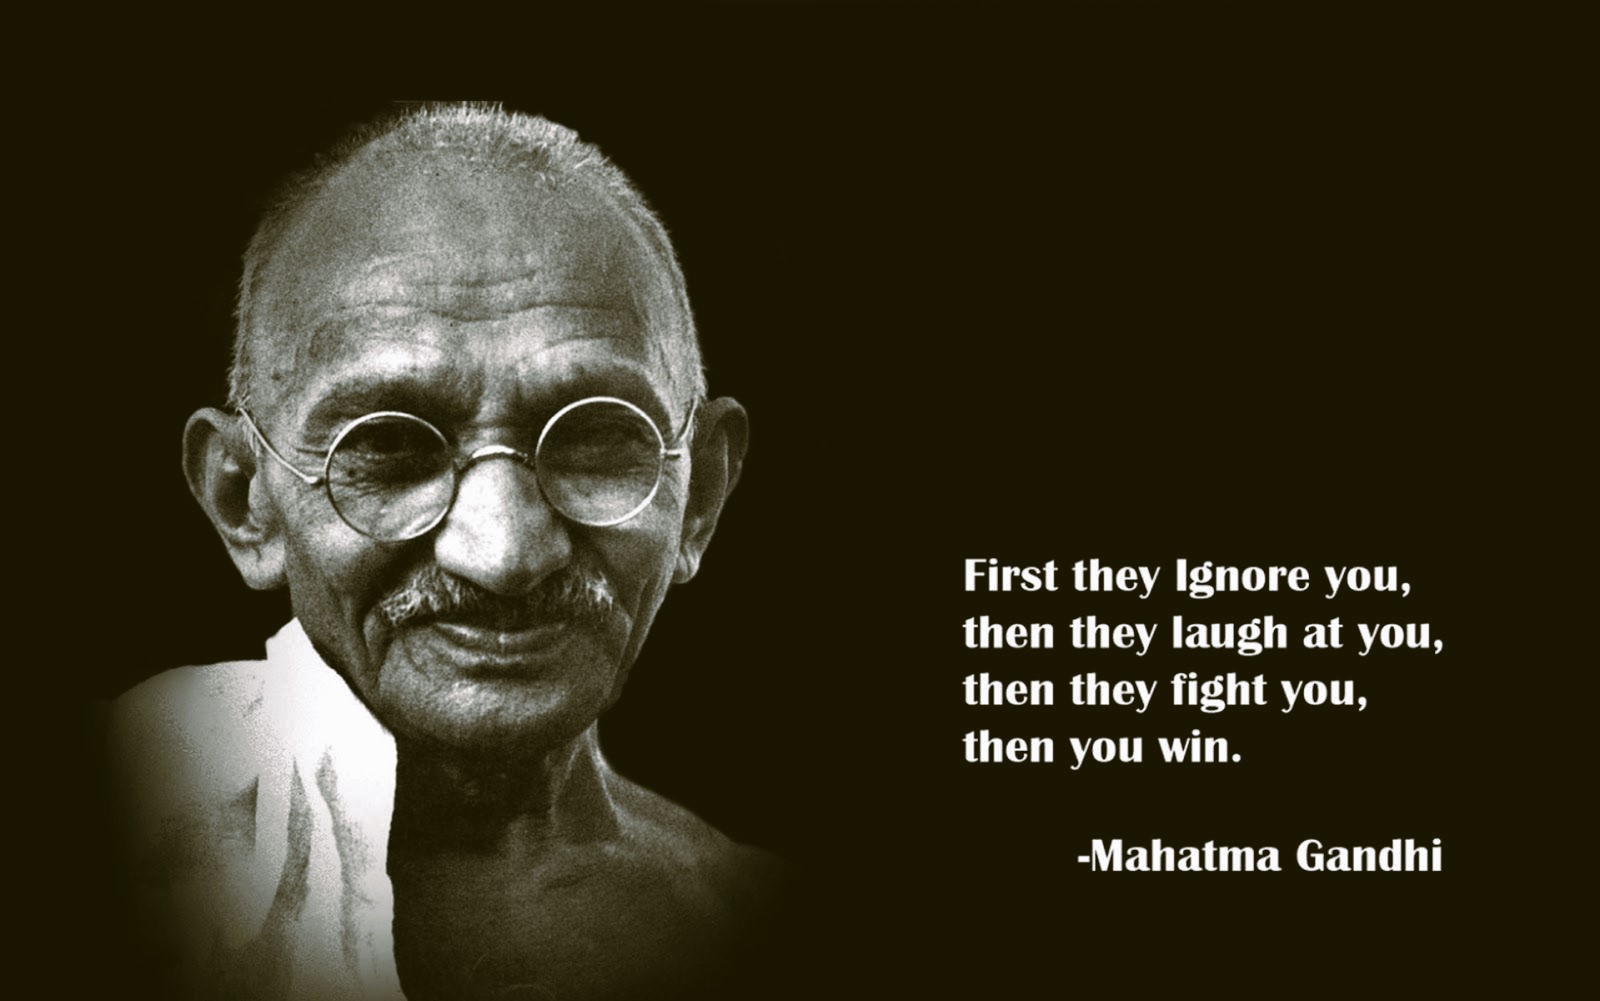 First they Ignore you,
then they laugh at you,
then they fight you,
then you win.
-Mahatma Gandhi